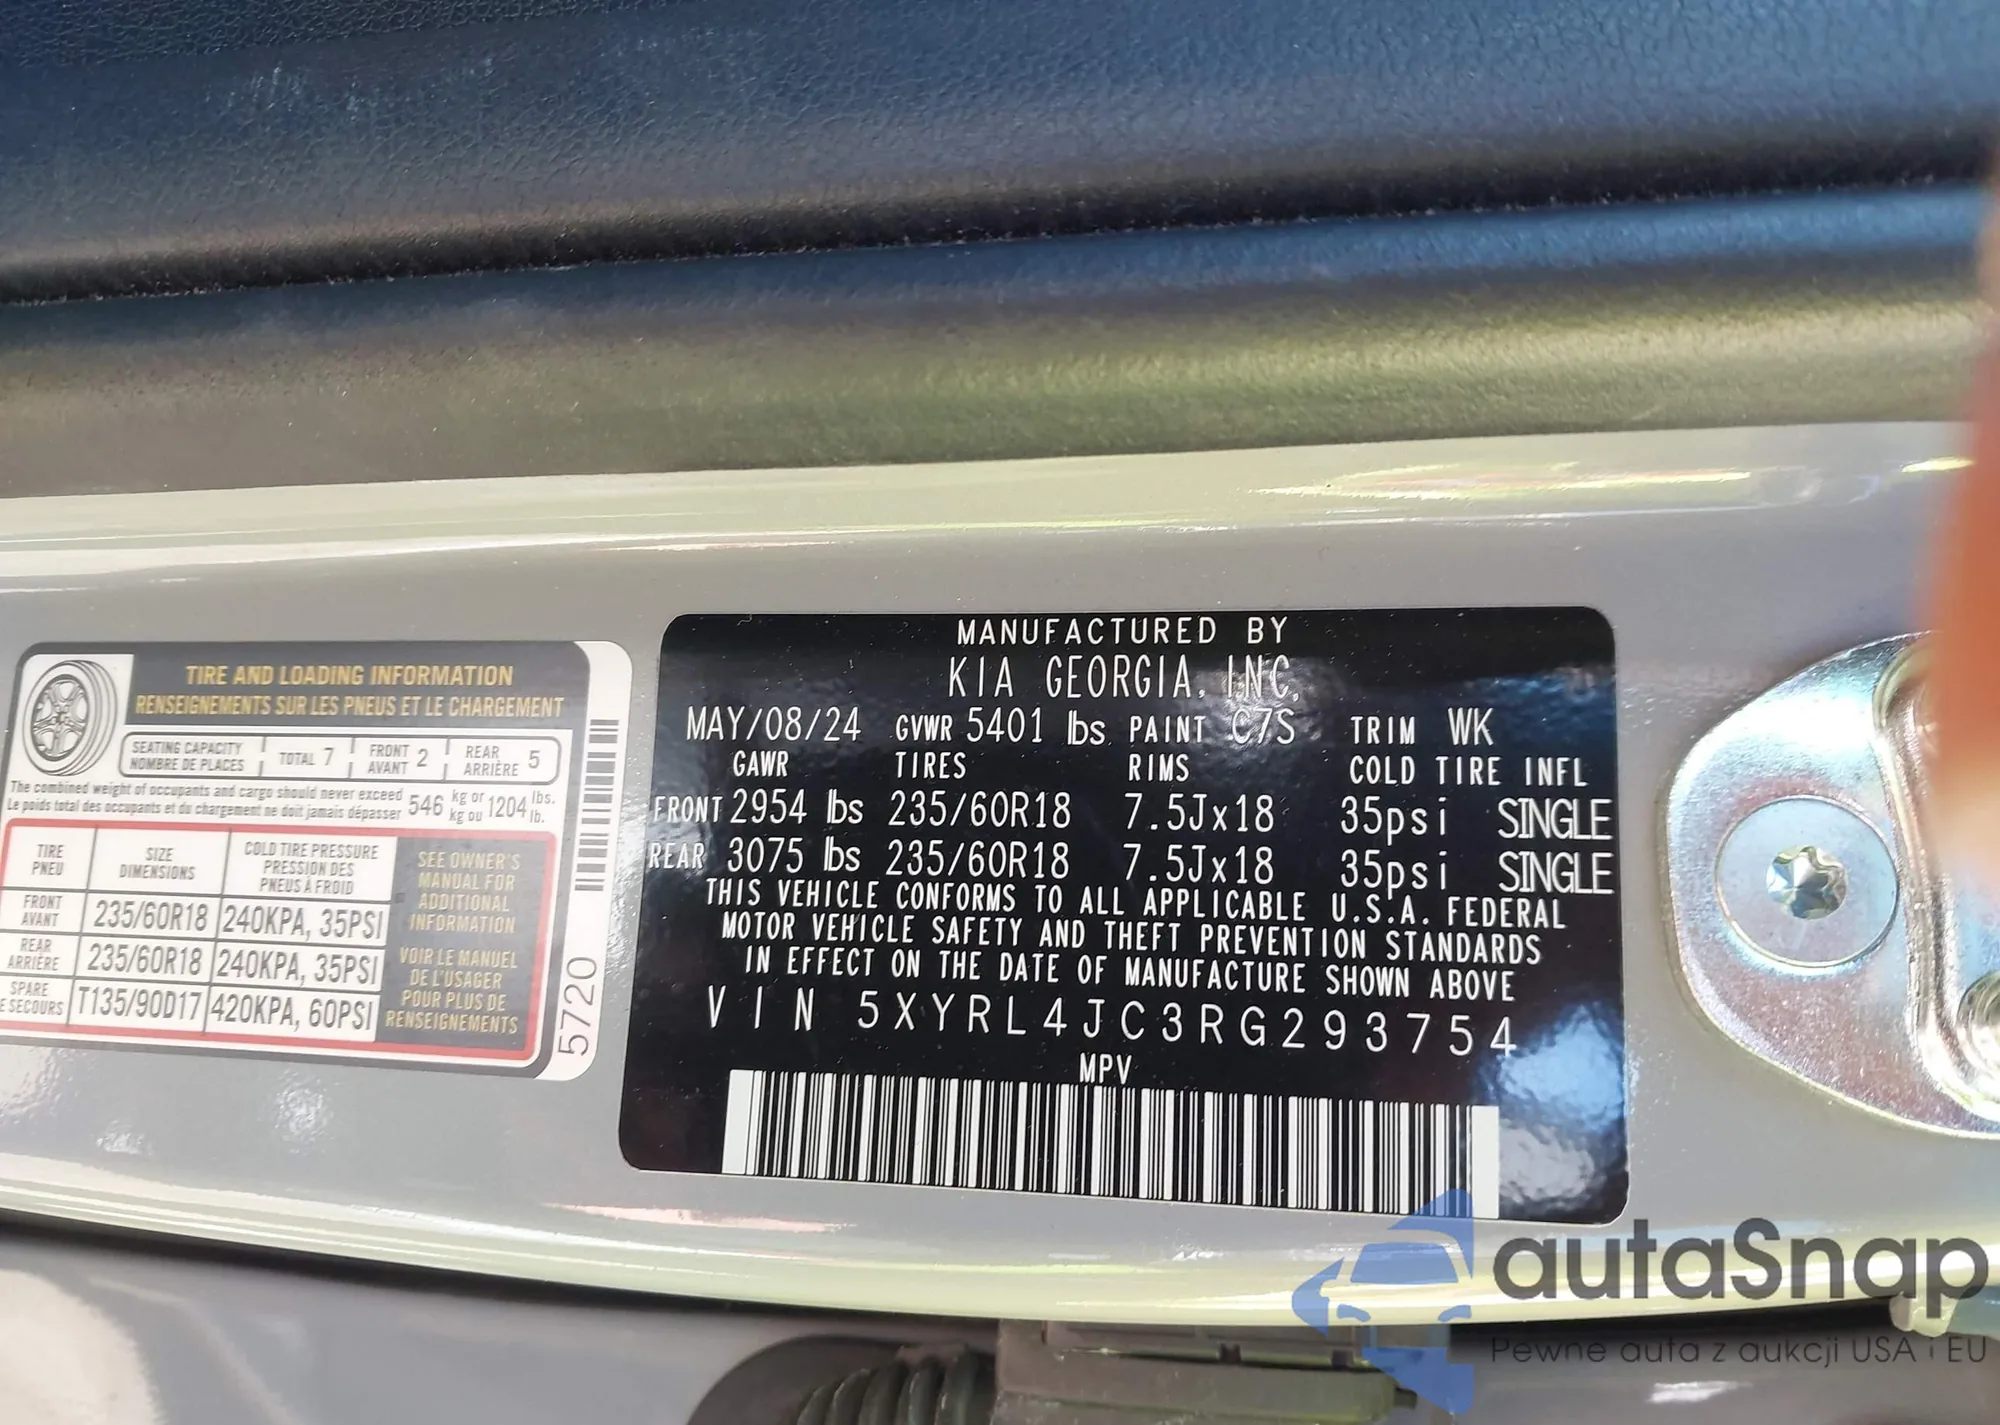 TIRE AND LOADING INFORMATION
RENSEIGNEMENTS SUR LES PNEUS ET LE CHARGEMENT
SEATING CAPACITY TOTAL 7 FRONT 2 REAR 5
NOMBRE DE PLACES AVANT ARRIÈRE
The combined weight of occupants and cargo should never exceed 546 kg or 1204 lbs.
Le poids total des occupants et du chargement ne doit jamais dépasser kg ou lb.
TIRE SIZE COLD TIRE PRESSURE
PNEU DIMENSIONS PRESSION DES
PNEUS À FROID
FRONT
AVANT 235/60R18 240KPA, 35PSI
REAR
ARRIÈRE 235/60R18 240KPA, 35PSI
SPARE
E SECOURS T135/90D17 420KPA, 60PSI
SEE OWNER'S
MANUAL FOR
ADDITIONAL
INFORMATION
VOIR LE MANUEL
DE L'USAGER
POUR PLUS DE
RENSEIGNEMENTS
5720
MANUFACTURED BY
KIA GEORGIA, INC.
MAY/08/24 GVWR 5401 lbs PAINT C7S TRIM WK
GAWR TIRES RIMS COLD TIRE INFL
FRONT 2954 lbs 235/60R18 7.5Jx18 35psi SINGLE
REAR 3075 lbs 235/60R18 7.5Jx18 35psi SINGLE
THIS VEHICLE CONFORMS TO ALL APPLICABLE U.S.A. FEDERAL
MOTOR VEHICLE SAFETY AND THEFT PREVENTION STANDARDS
IN EFFECT ON THE DATE OF MANUFACTURE SHOWN ABOVE
VIN 5XYRL4JC3RG293754
MPV
autaSnap
Pewne auta z aukcji USA i EU